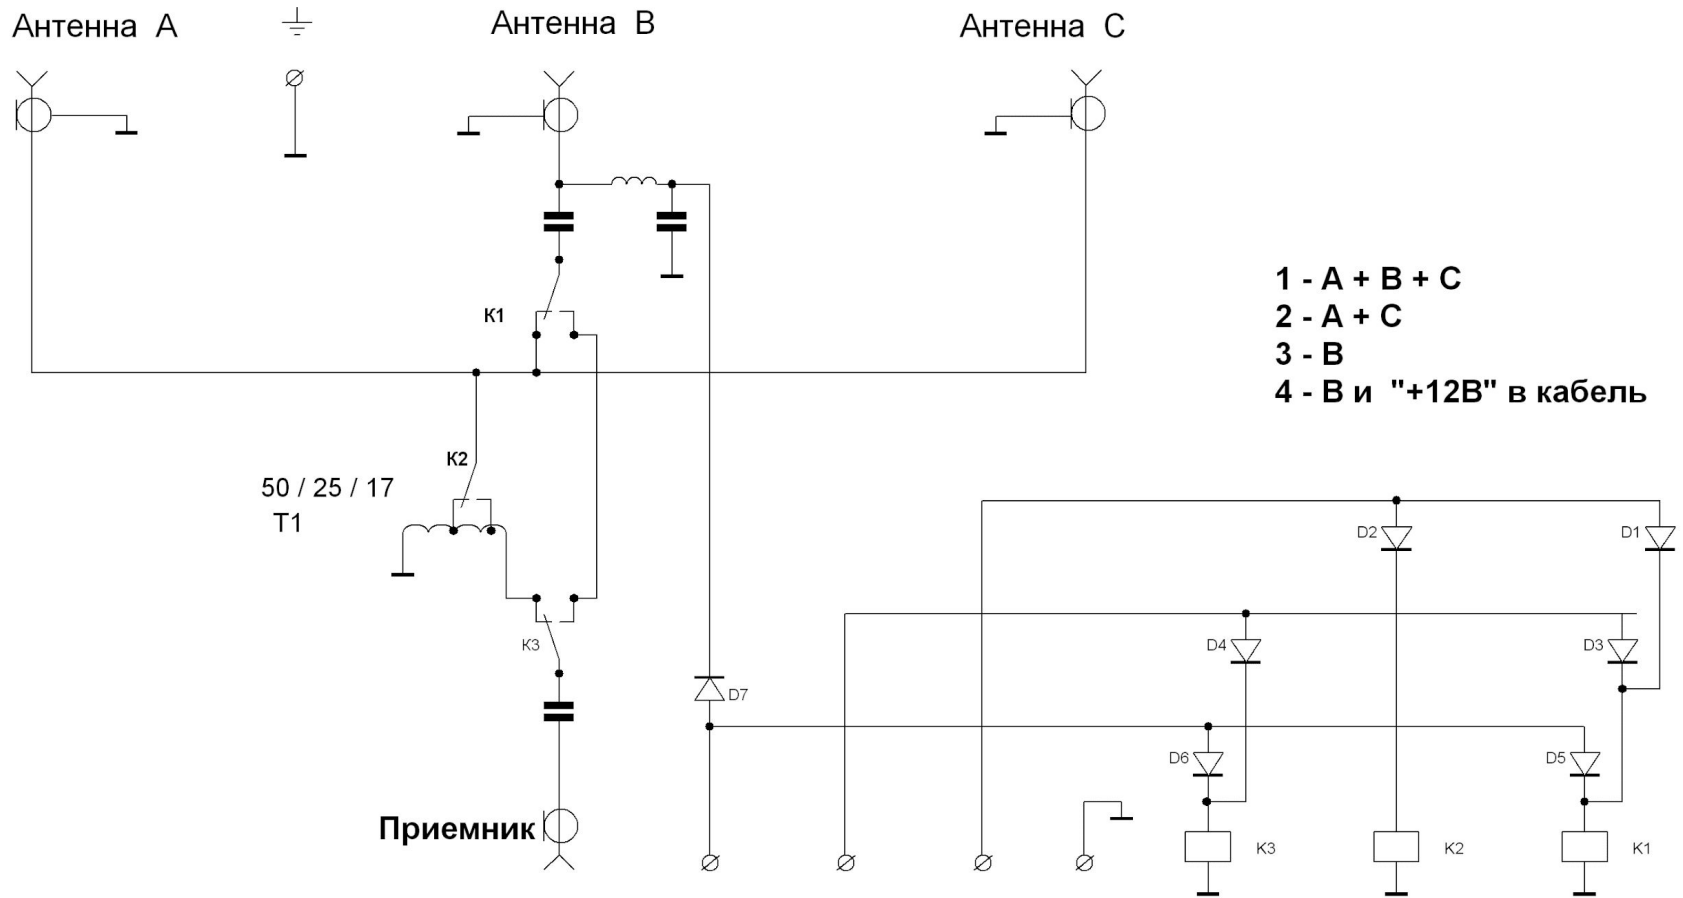 Антенна А
Антенна В
Антенна С
1 - А + В + С
2 - А + С
3 - В
4 - В и "+12В" в кабель
К1
К2
50 / 25 / 17
Т1
D2
D1
К3
D4
D3
D7
D6
D5
Приемник
К3
К2
К1